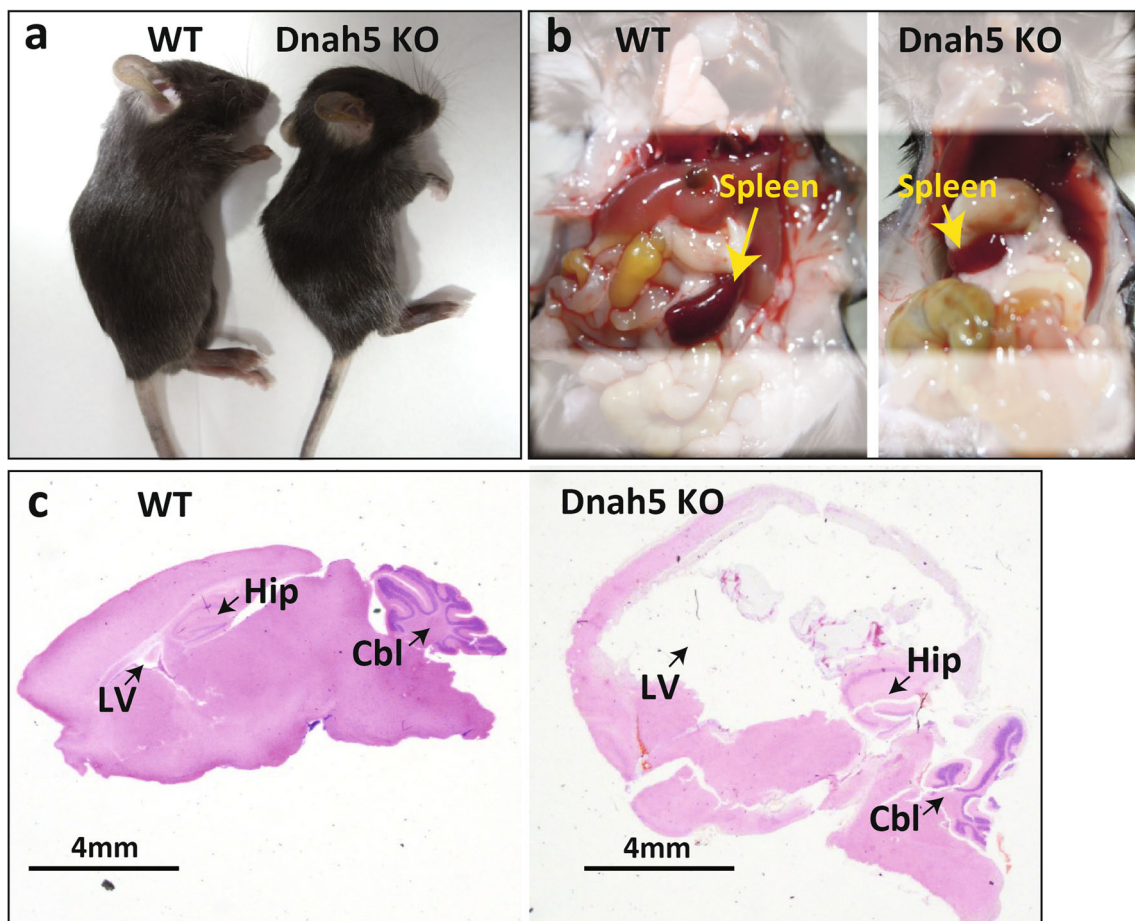 a
WT
Dnah5 KO
b
WT
Dnah5 KO
Spleen
Spleen
c
WT
Dnah5 KO
Hip
LV
Cbl
4mm
LV
Hip
Cbl
4mm